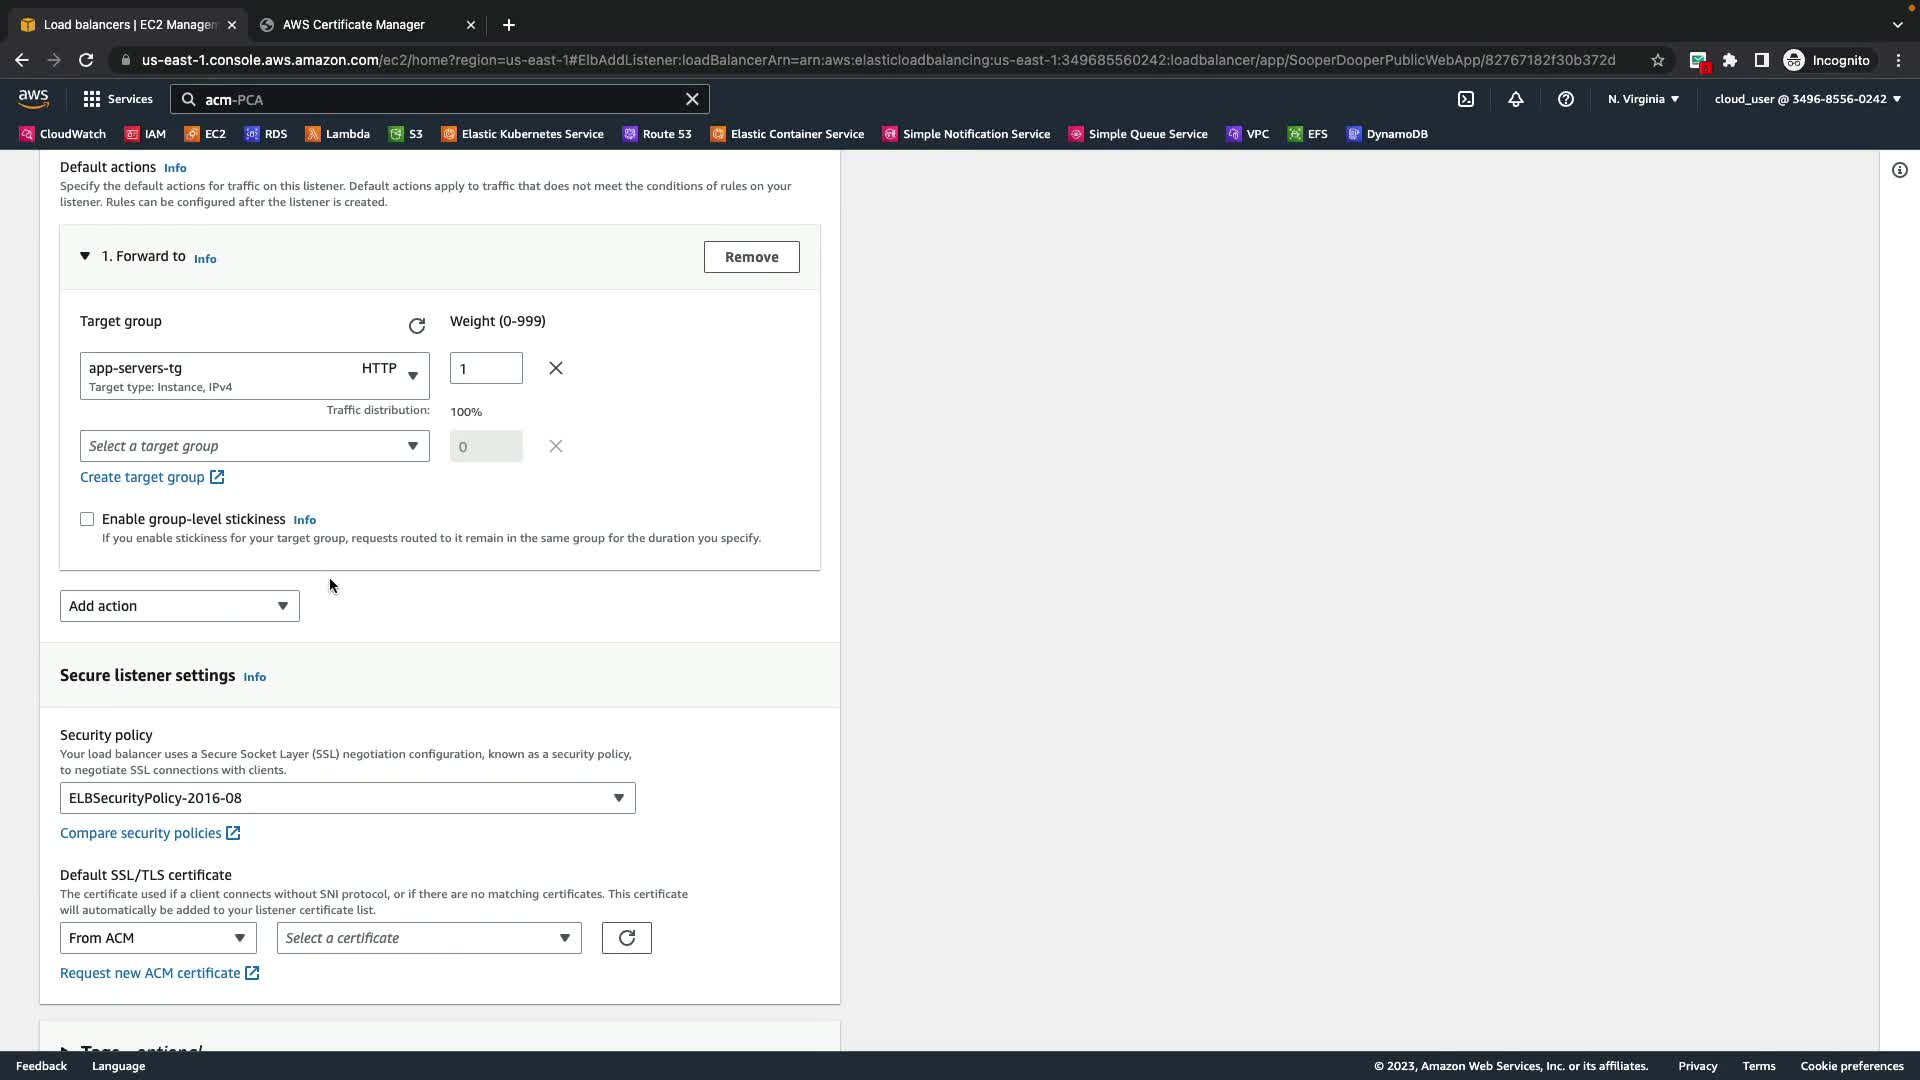 Load balancers | EC2 Managem
AWS Certificate Manager
us-east-1.console.aws.amazon.com/ec2/home?region=us-east-1#ElbAddListener:loadBalancerArn=arn:aws:elasticloadbalancing:us-east-1:349685560242:loadbalancer/app/SooperDooperPublicWebApp/82767182f30b372d
Incognito
aws
Services
acm-PCA
N. Virginia
cloud_user @ 3496-8556-0242
CloudWatch
IAM
EC2
RDS
Lambda
S3
Elastic Kubernetes Service
Route 53
Elastic Container Service
Simple Notification Service
Simple Queue Service
VPC
EFS
DynamoDB
Default actions Info
Specify the default actions for traffic on this listener. Default actions apply to traffic that does not meet the conditions of rules on your
listener. Rules can be configured after the listener is created.
1. Forward to Info
Remove
Target group
Weight (0-999)
app-servers-tg
HTTP
Target type: Instance, IPv4
1
Traffic distribution:
100%
Select a target group
0
Create target group
Enable group-level stickiness Info
If you enable stickiness for your target group, requests routed to it remain in the same group for the duration you specify.
Add action
Secure listener settings Info
Security policy
Your load balancer uses a Secure Socket Layer (SSL) negotiation configuration, known as a security policy,
to negotiate SSL connections with clients.
ELBSecurityPolicy-2016-08
Compare security policies
Default SSL/TLS certificate
The certificate used if a client connects without SNI protocol, or if there are no matching certificates. This certificate
will automatically be added to your listener certificate list.
From ACM
Select a certificate
Request new ACM certificate
Tags - optional
Feedback
Language
© 2023, Amazon Web Services, Inc. or its affiliates.
Privacy
Terms
Cookie preferences